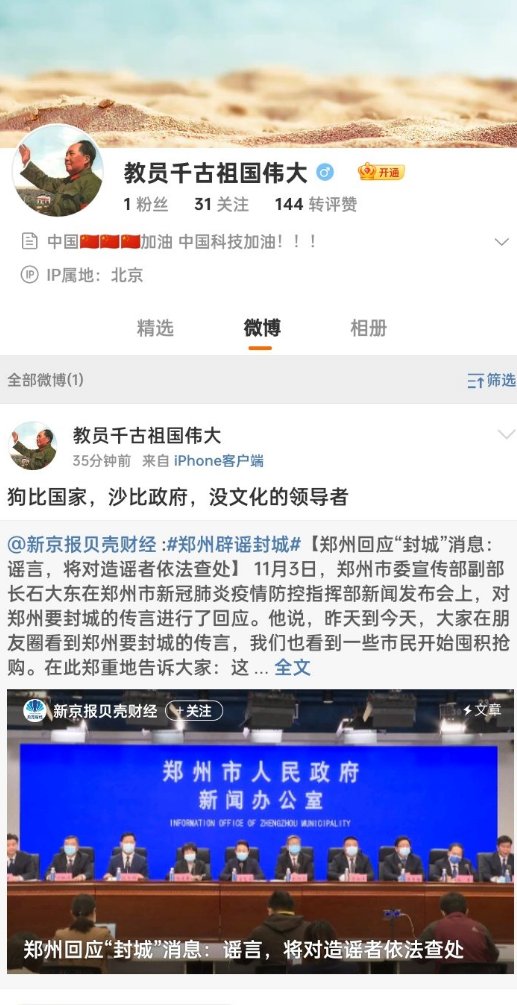 教员千古祖国伟大 开通
1 粉丝 31 关注 144 转评赞
中国🇨🇳🇨🇳🇨🇳加油 中国科技加油！！！
IP IP属地：北京
精选 微博 相册
全部微博(1) 筛选
教员千古祖国伟大
35分钟前 来自 iPhone客户端
狗比国家，沙比政府，没文化的领导者
@新京报贝壳财经 :#郑州辟谣封城#【郑州回应“封城”消息：
谣言，将对造谣者依法查处】 11月3日，郑州市委宣传部副部
长石大东在郑州市新冠肺炎疫情防控指挥部新闻发布会上，对
郑州要封城的传言进行了回应。他说，昨天到今天，大家在朋
友圈看到郑州要封城的传言，我们也看到一些市民开始囤积抢
购。在此郑重地告诉大家：这 ... 全文
新京报贝壳财经 +关注 文章
郑州市人民政府
新闻办公室
INFORMATION OFFICE OF ZHENGZHOU MUNICIPALITY
郑州回应“封城”消息：谣言，将对造谣者依法查处